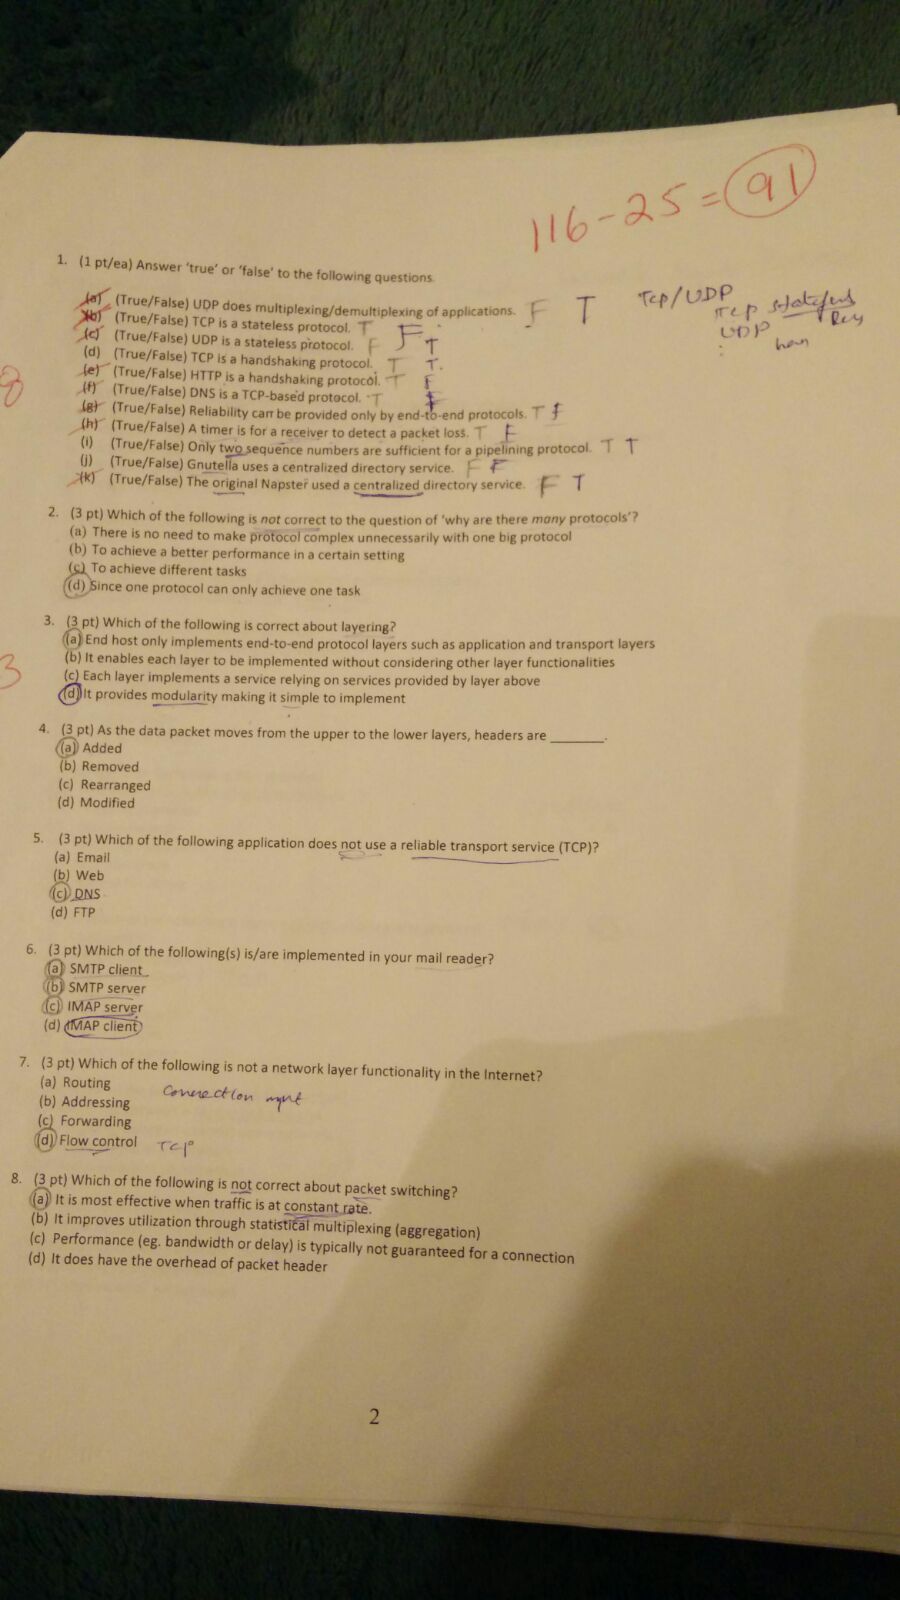 116-25 = 91
1. (1 pt/ea) Answer 'true' or 'false' to the following questions.
(a) (True/False) UDP does multiplexing/demultiplexing of applications. F T TCP/UDP
(b) (True/False) TCP is a stateless protocol. T F TCP
(c) (True/False) UDP is a stateless protocol. F T UDP
(d) (True/False) TCP is a handshaking protocol. T T.
(e) (True/False) HTTP is a handshaking protocol. T F
(f) (True/False) DNS is a TCP-based protocol. T F
8
(g) (True/False) Reliability can be provided only by end-to-end protocols. T F
(h) (True/False) A timer is for a receiver to detect a packet loss. T F
(i) (True/False) Only two sequence numbers are sufficient for a pipelining protocol. T T
(j) (True/False) Gnutella uses a centralized directory service. F F
(k) (True/False) The original Napster used a centralized directory service. F T
2. (3 pt) Which of the following is not correct to the question of 'why are there many protocols'?
(a) There is no need to make protocol complex unnecessarily with one big protocol
(b) To achieve a better performance in a certain setting
(c) To achieve different tasks
(d) Since one protocol can only achieve one task
3. (3 pt) Which of the following is correct about layering?
(a) End host only implements end-to-end protocol layers such as application and transport layers
(b) It enables each layer to be implemented without considering other layer functionalities
3
(c) Each layer implements a service relying on services provided by layer above
(d) It provides modularity making it simple to implement
4. (3 pt) As the data packet moves from the upper to the lower layers, headers are ________.
(a) Added
(b) Removed
(c) Rearranged
(d) Modified
5. (3 pt) Which of the following application does not use a reliable transport service (TCP)?
(a) Email
(b) Web
(c) DNS
(d) FTP
6. (3 pt) Which of the following(s) is/are implemented in your mail reader?
(a) SMTP client
(b) SMTP server
(c) IMAP server
(d) IMAP client
7. (3 pt) Which of the following is not a network layer functionality in the Internet?
(a) Routing
(b) Addressing connection mgnt
(c) Forwarding
(d) Flow control TCP
8. (3 pt) Which of the following is not correct about packet switching?
(a) It is most effective when traffic is at constant rate.
(b) It improves utilization through statistical multiplexing (aggregation)
(c) Performance (eg. bandwidth or delay) is typically not guaranteed for a connection
(d) It does have the overhead of packet header
2